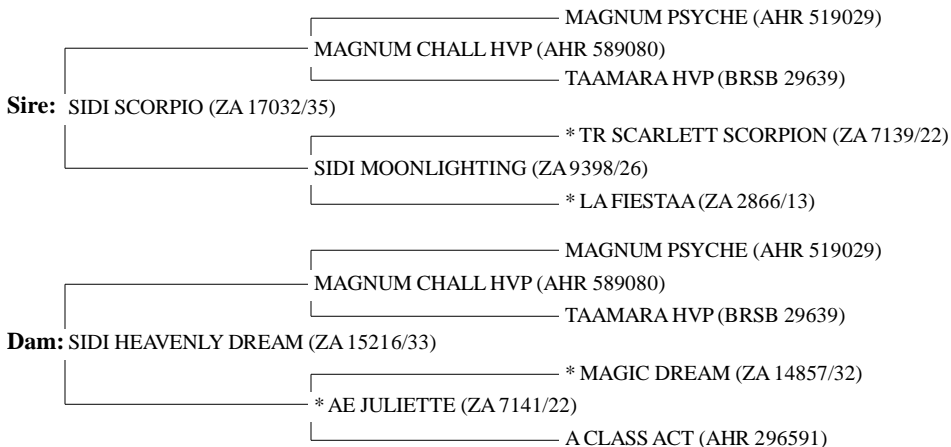 MAGNUM PSYCHE (AHR 519029)
MAGNUM CHALL HVP (AHR 589080)
TAAMARA HVP (BRSB 29639)
Sire: SIDI SCORPIO (ZA 17032/35)
* TR SCARLETT SCORPION (ZA 7139/22)
SIDI MOONLIGHTING (ZA 9398/26)
* LA FIESTAA (ZA 2866/13)
MAGNUM PSYCHE (AHR 519029)
MAGNUM CHALL HVP (AHR 589080)
TAAMARA HVP (BRSB 29639)
Dam: SIDI HEAVENLY DREAM (ZA 15216/33)
* MAGIC DREAM (ZA 14857/32)
* AE JULIETTE (ZA 7141/22)
A CLASS ACT (AHR 296591)